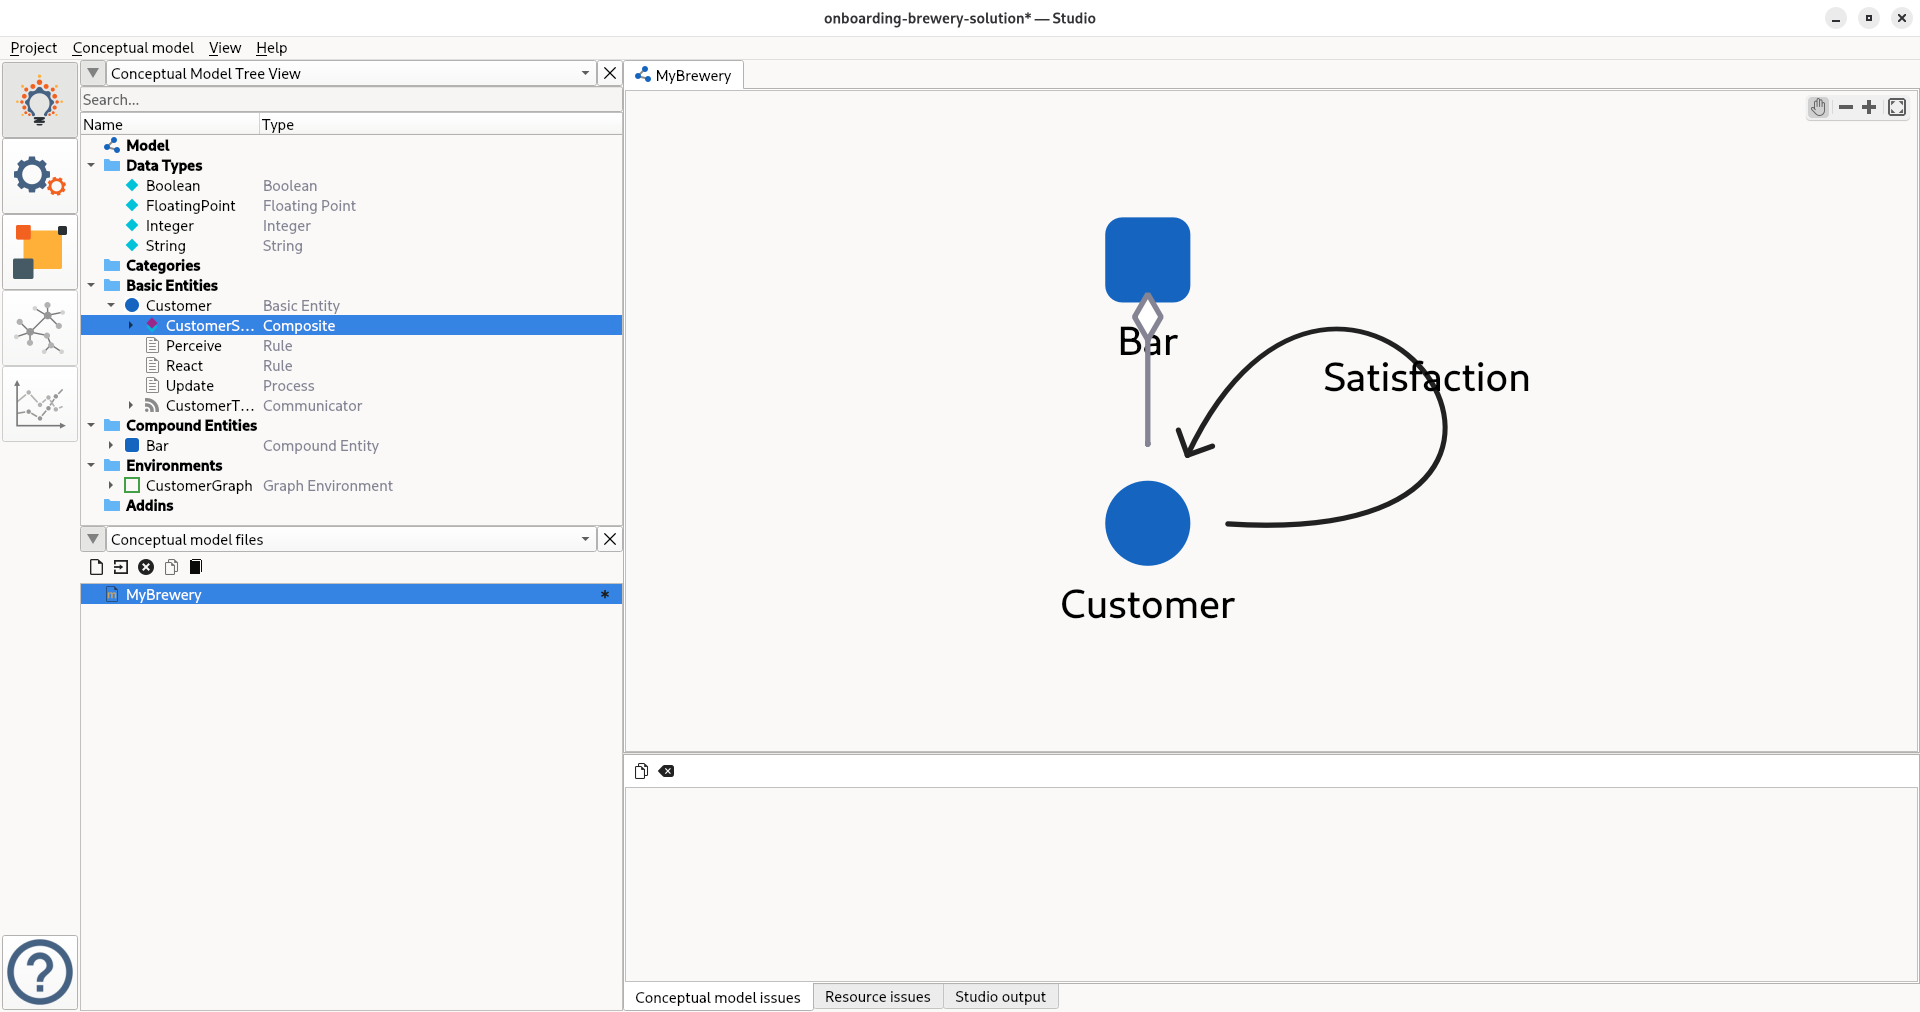 onboarding-brewery-solution* — Studio
Project Conceptual model View Help
Conceptual Model Tree View
Search...
Name Type
Model
Data Types
Boolean Boolean
FloatingPoint Floating Point
Integer Integer
String String
Categories
Basic Entities
Customer Basic Entity
CustomerS... Composite
Perceive Rule
React Rule
Update Process
CustomerT... Communicator
Compound Entities
Bar Compound Entity
Environments
CustomerGraph Graph Environment
Addins
Conceptual model files
MyBrewery *
MyBrewery
Bar
Satisfaction
Customer
Conceptual model issues Resource issues Studio output